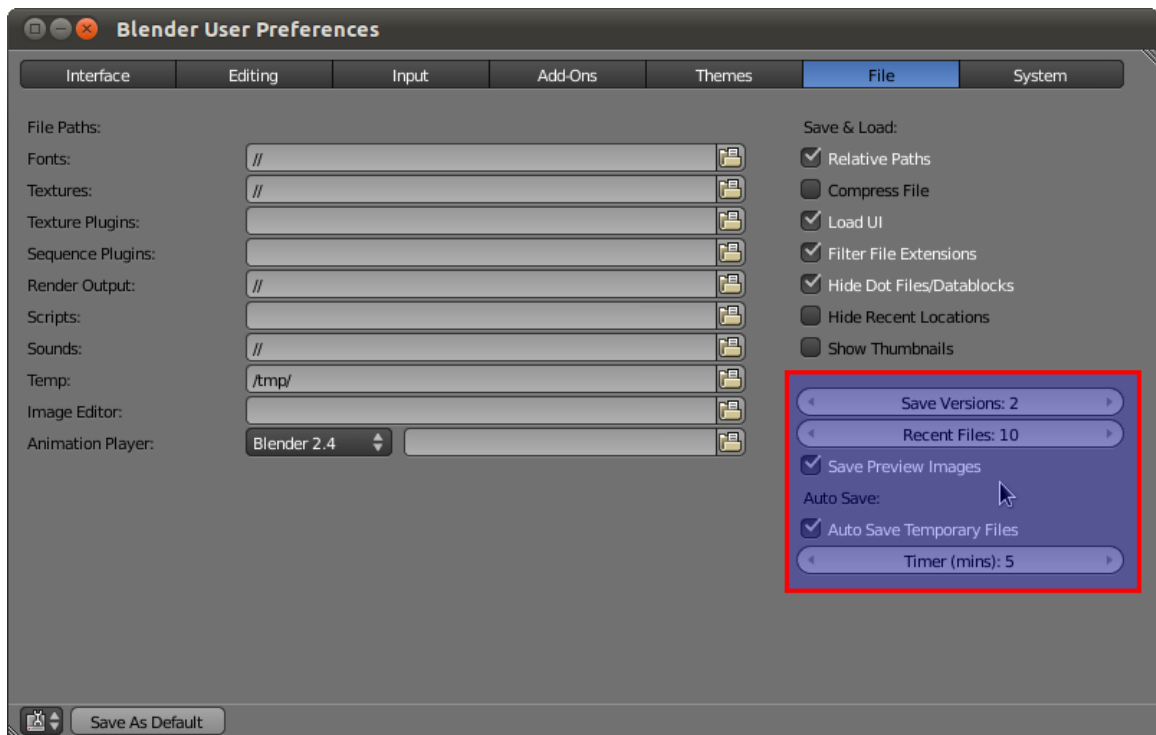 Blender User Preferences
Interface Editing Input Add-Ons Themes File System
File Paths:
Fonts: //
Textures: //
Texture Plugins:
Sequence Plugins:
Render Output: //
Scripts:
Sounds: //
Temp: /tmp/
Image Editor:
Animation Player: Blender 2.4
Save & Load:
Relative Paths
Compress File
Load UI
Filter File Extensions
Hide Dot Files/Datablocks
Hide Recent Locations
Show Thumbnails
Save Versions: 2
Recent Files: 10
Save Preview Images
Auto Save:
Auto Save Temporary Files
Timer (mins): 5
Save As Default